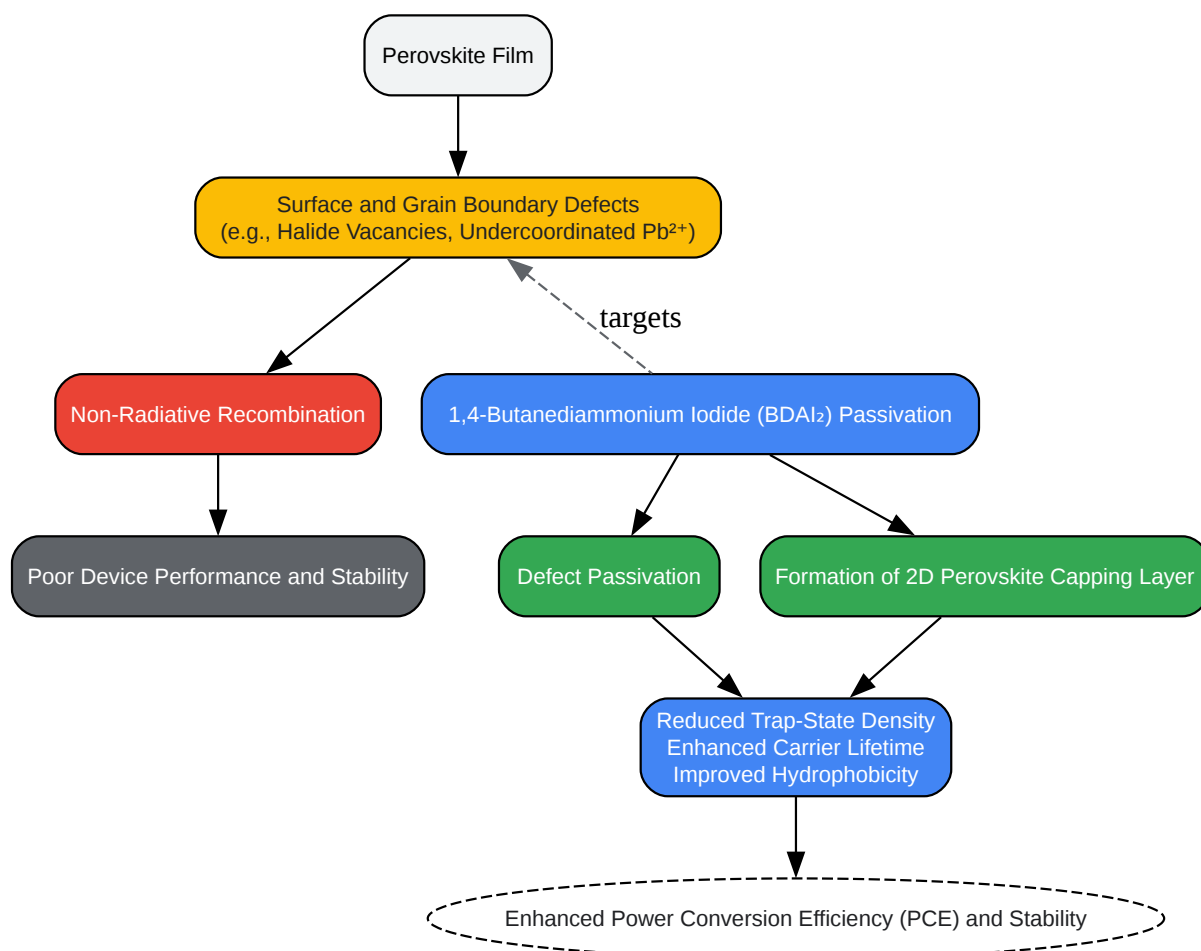 Perovskite Film
Surface and Grain Boundary Defects
(e.g., Halide Vacancies, Undercoordinated Pb²⁺)
targets
Non-Radiative Recombination
1,4-Butanediammonium Iodide (BDAI₂) Passivation
Poor Device Performance and Stability
Defect Passivation
Formation of 2D Perovskite Capping Layer
Reduced Trap-State Density
Enhanced Carrier Lifetime
Improved Hydrophobicity
Enhanced Power Conversion Efficiency (PCE) and Stability